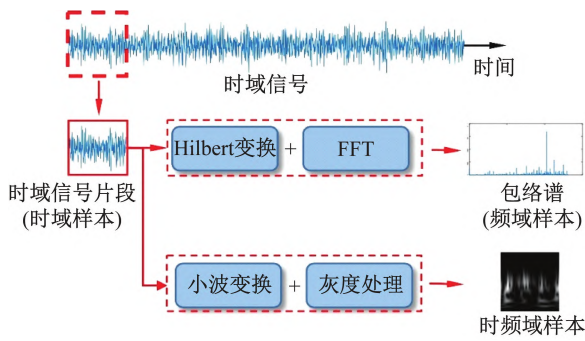 时间
时域信号
Hilbert变换 + FFT
时域信号片段
(时域样本)
包络谱
(频域样本)
小波变换 + 灰度处理
时频域样本